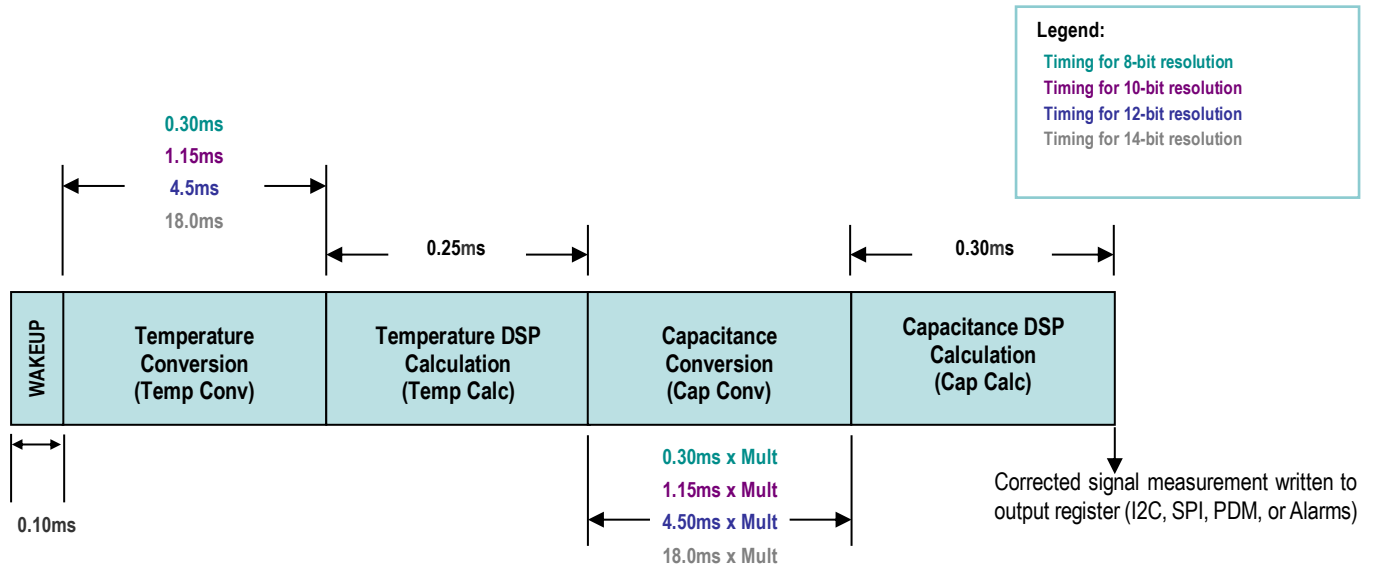 Legend:
Timing for 8-bit resolution
Timing for 10-bit resolution
Timing for 12-bit resolution
Timing for 14-bit resolution
0.30ms
1.15ms
4.5ms
18.0ms
0.25ms
0.30ms
WAKEUP
Temperature
Conversion
(Temp Conv)
Temperature DSP
Calculation
(Temp Calc)
Capacitance
Conversion
(Cap Conv)
Capacitance DSP
Calculation
(Cap Calc)
0.10ms
0.30ms x Mult
1.15ms x Mult
4.50ms x Mult
18.0ms x Mult
Corrected signal measurement written to
output register (I2C, SPI, PDM, or Alarms)